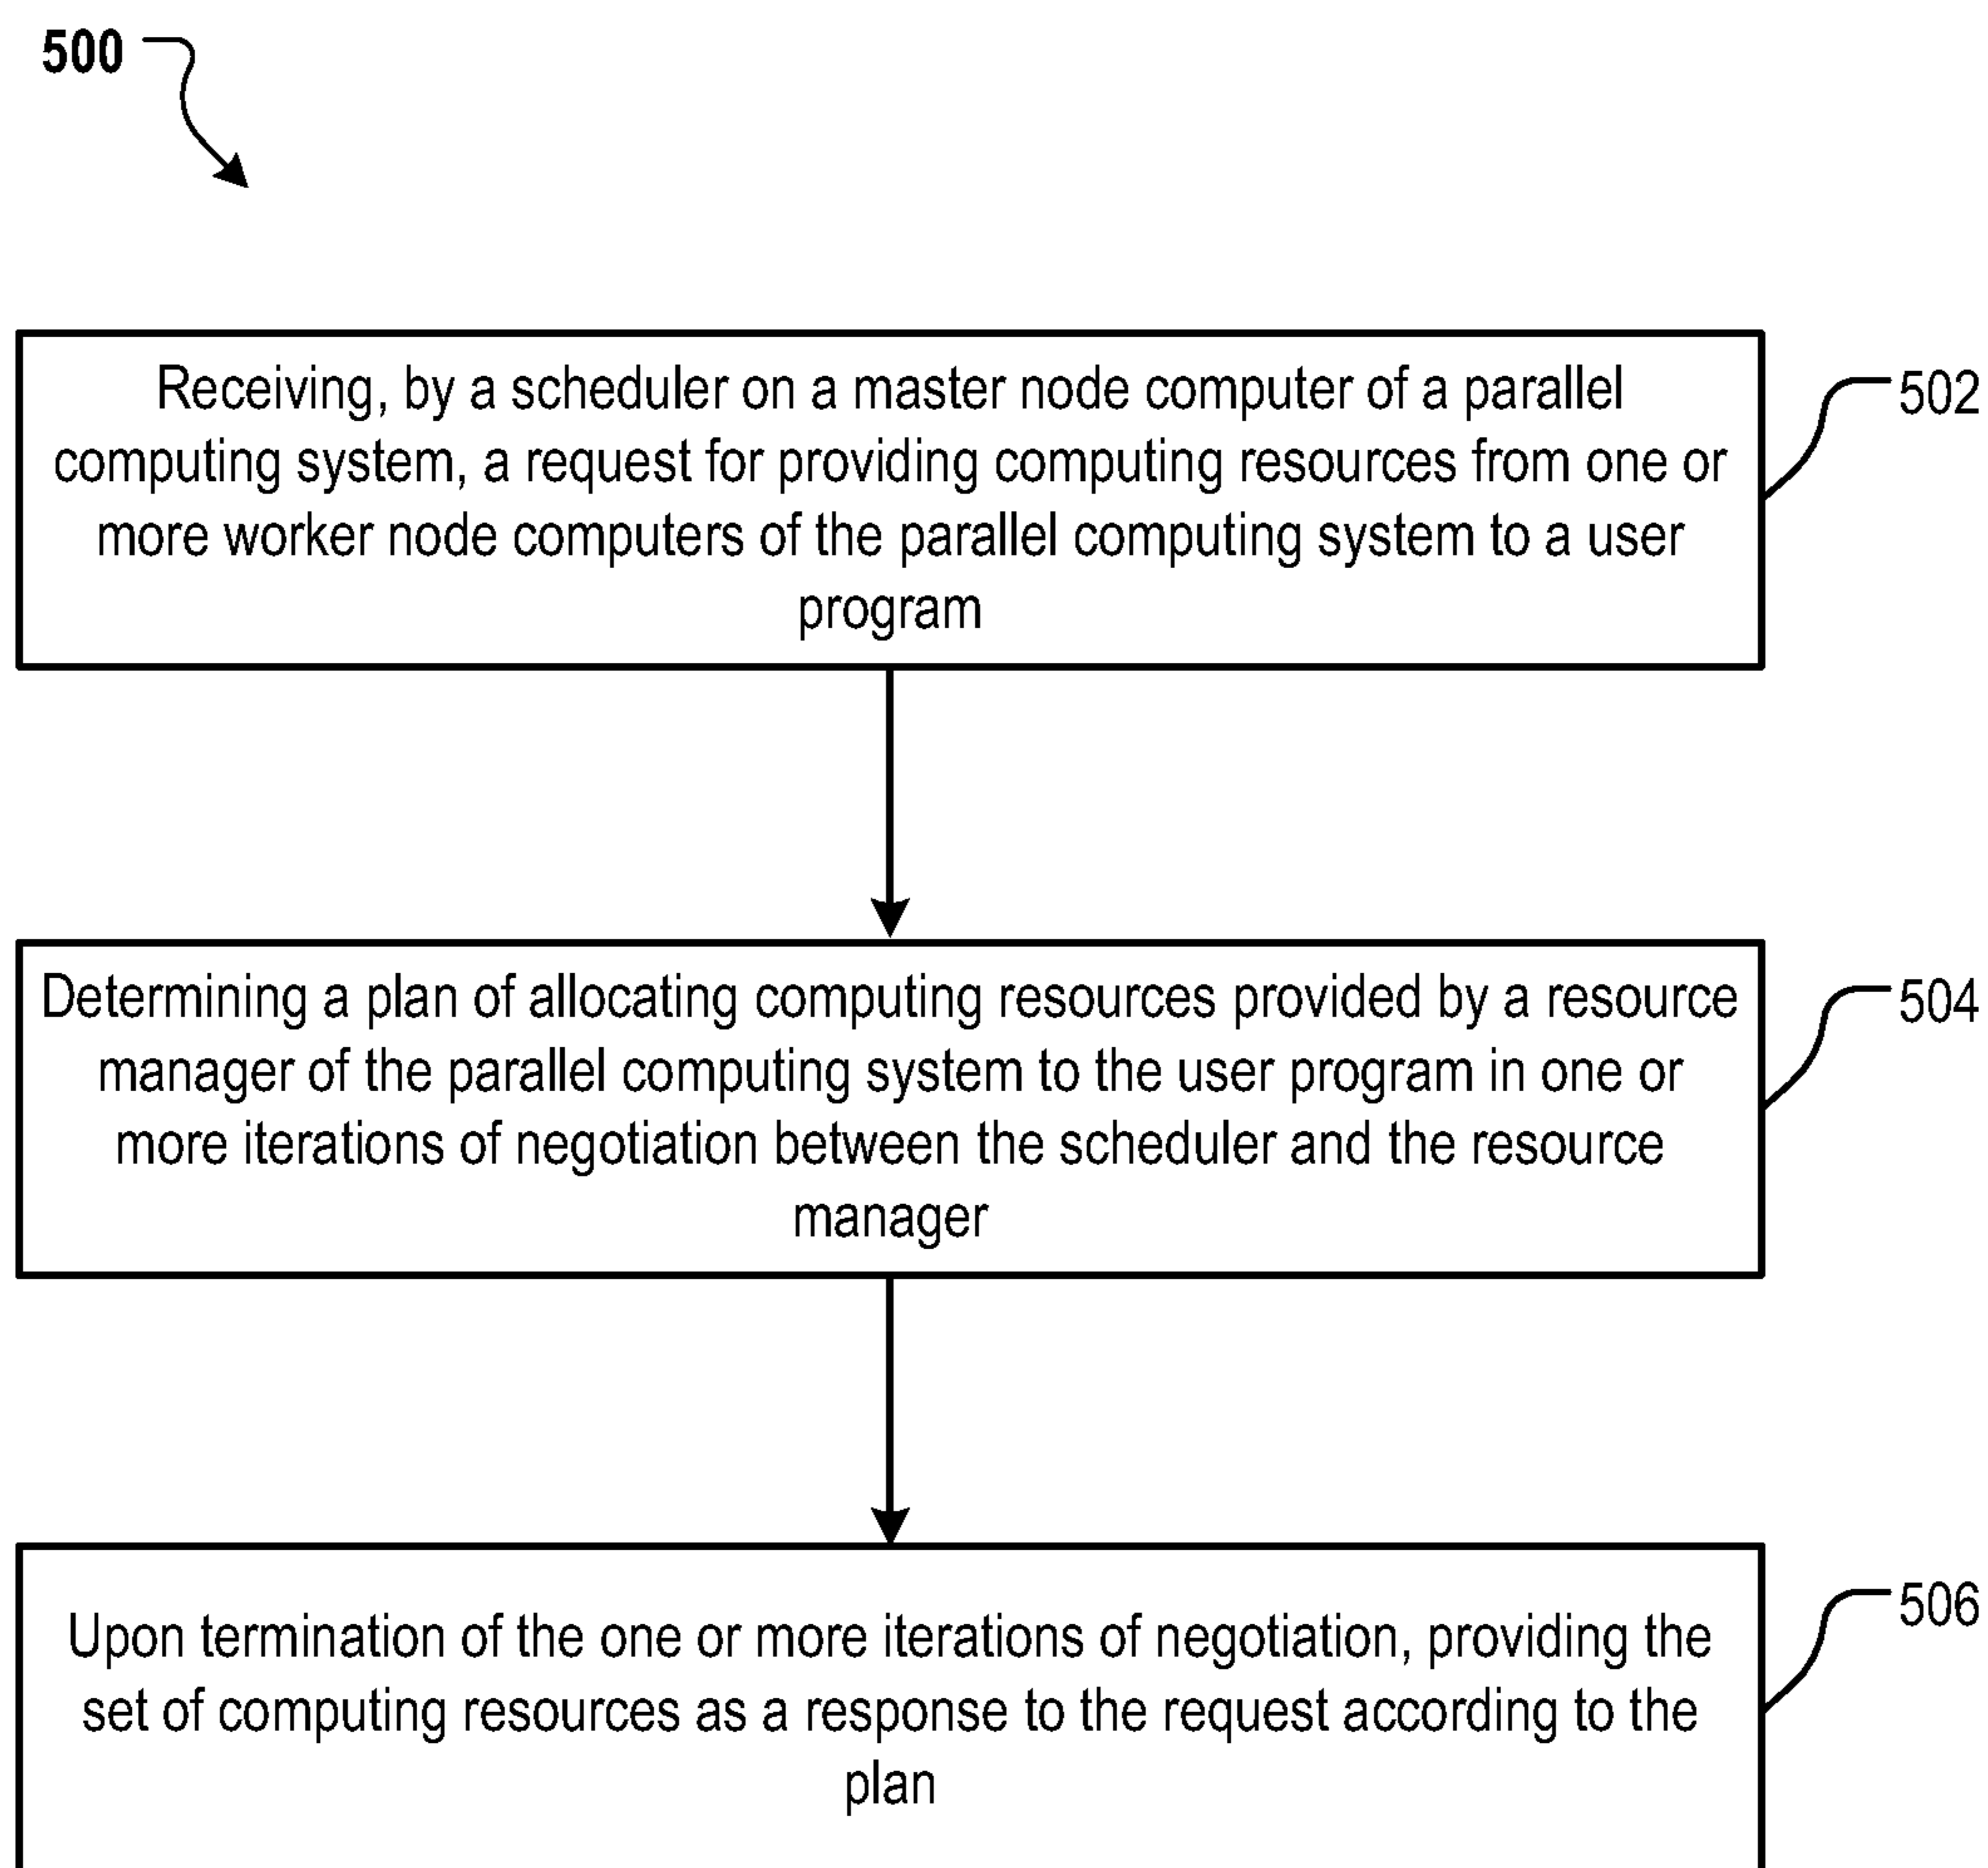 500
Receiving, by a scheduler on a master node computer of a parallel
computing system, a request for providing computing resources from one or
more worker node computers of the parallel computing system to a user
program
502
Determining a plan of allocating computing resources provided by a resource
manager of the parallel computing system to the user program in one or
more iterations of negotiation between the scheduler and the resource
manager
504
Upon termination of the one or more iterations of negotiation, providing the
set of computing resources as a response to the request according to the
plan
506